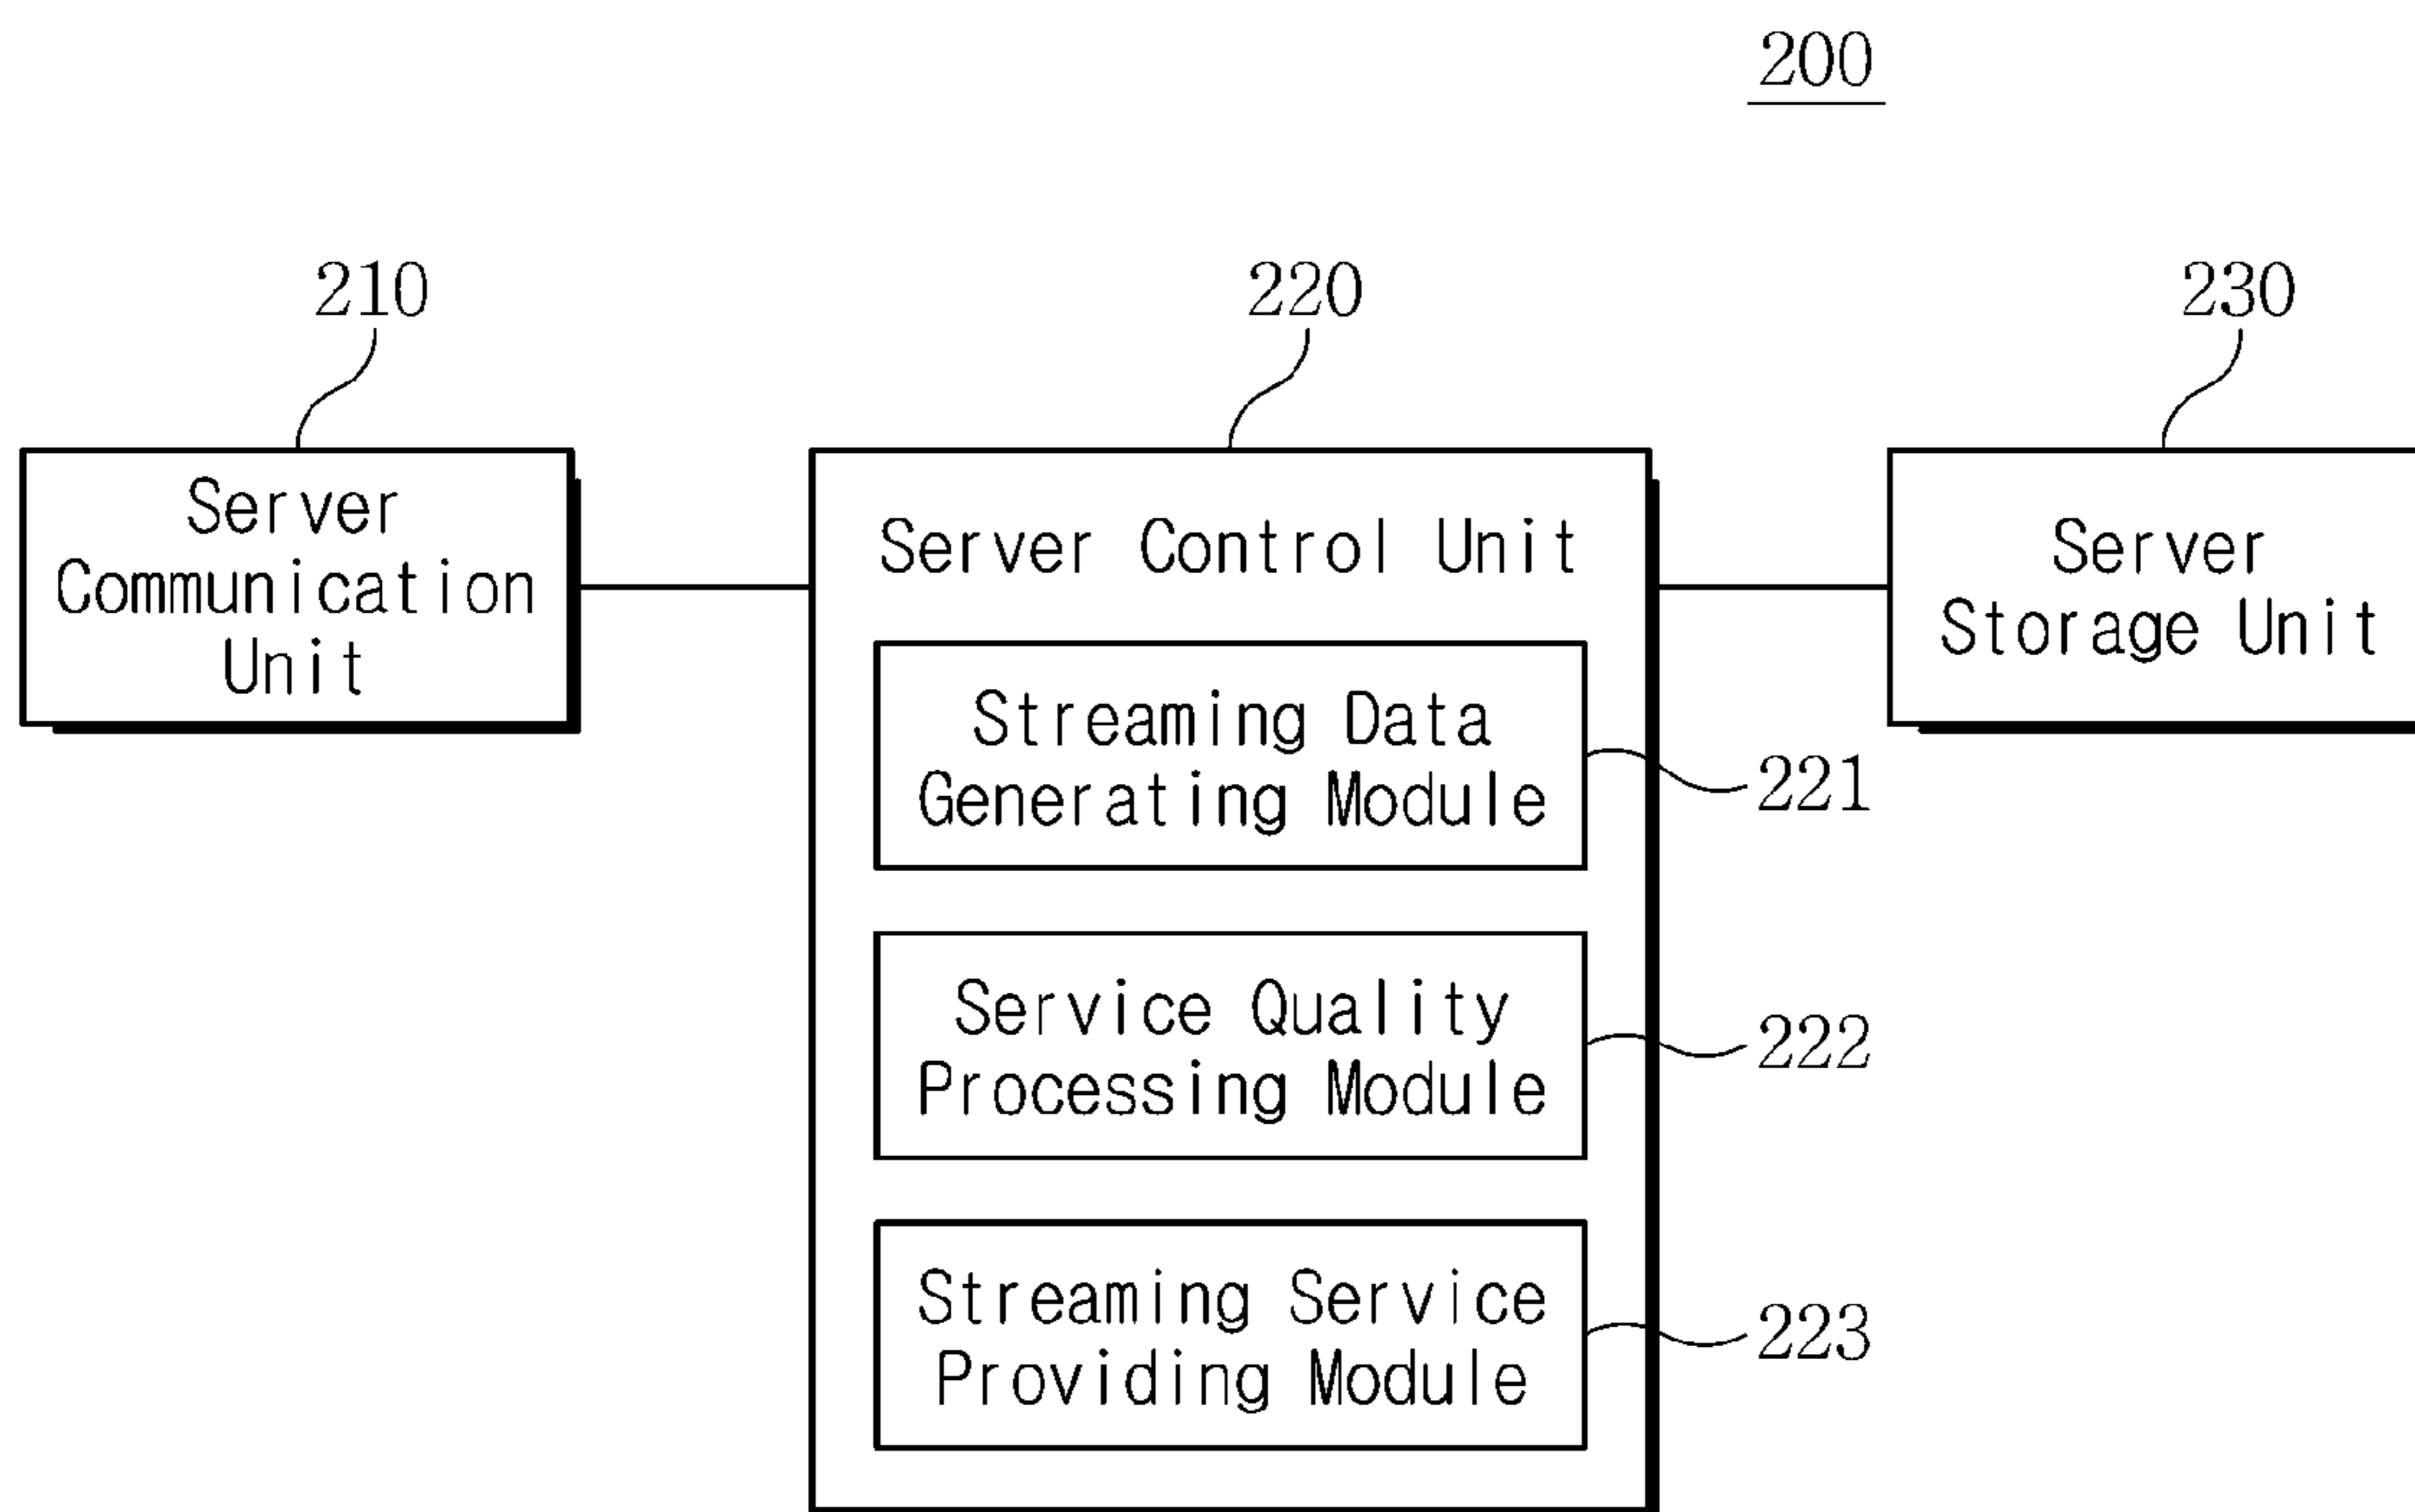 200
210
220
230
Server
Communication
Unit
Server Control Unit
Server
Storage Unit
Streaming Data
Generating Module
221
Service Quality
Processing Module
222
Streaming Service
Providing Module
223